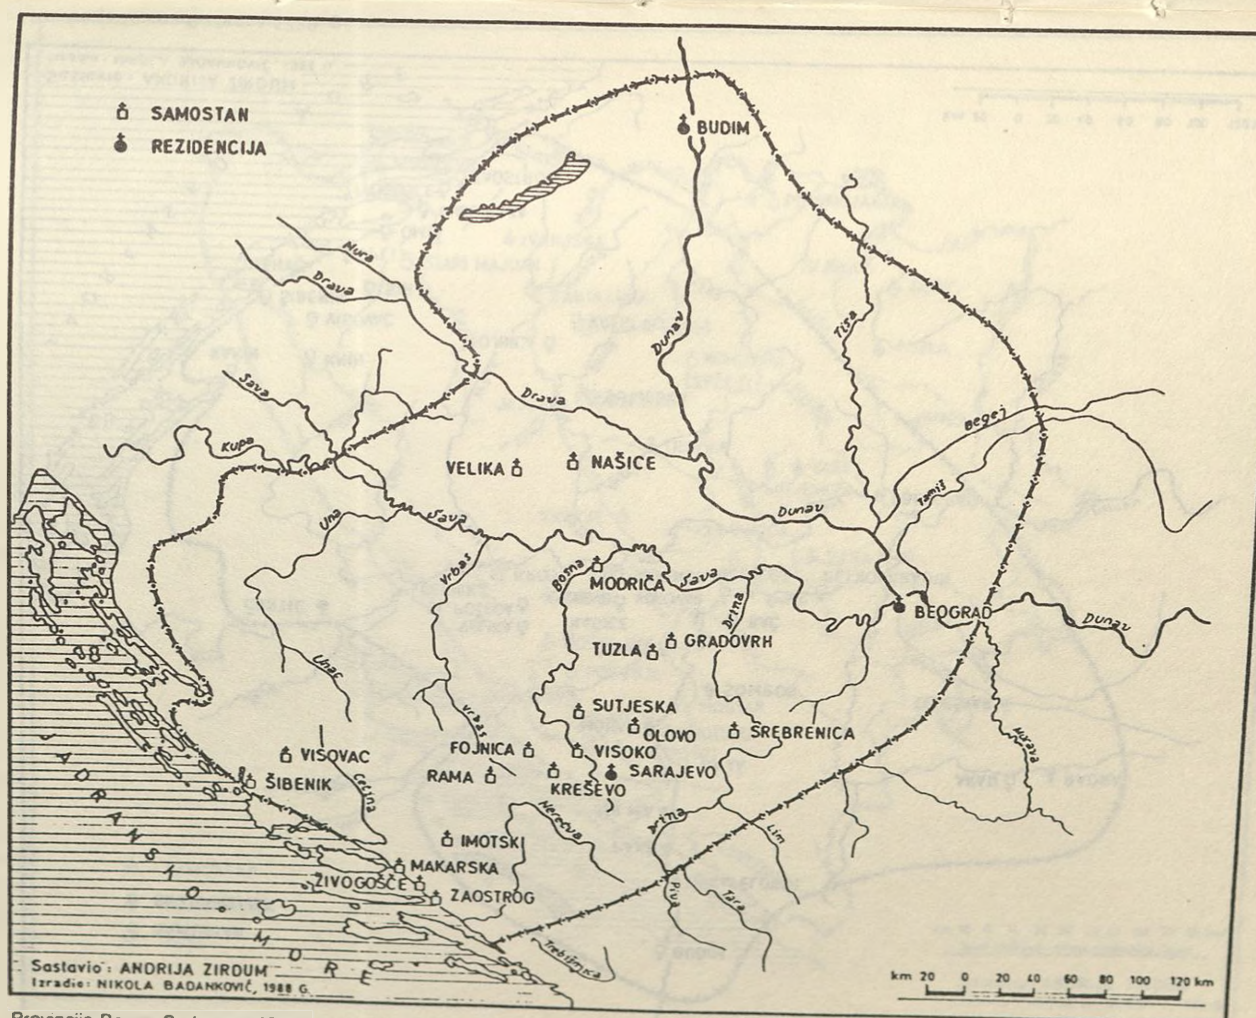 SAMOSTAN
REZIDENCIJA
BUDIM
Mura
Drava
Dunav
Tisa
Sava
Drava
Begej
Kupa
VELIKA
NAŠICE
Tamiš
Una
Sava
Dunav
Vrbas
Bosna
MODRIČA
Sava
Drina
BEOGRAD
Dunav
TUZLA
GRADOVRH
Unac
Vrbas
SUTJESKA
OLOVO
SREBRENICA
Morava
VISOVAC
FOJNICA
VISOKO
ŠIBENIK
Cetina
RAMA
SARAJEVO
KREŠEVO
Neretva
Drina
Lim
IMOTSKI
MAKARSKA
ŽIVOGOŠĆE
ZAOSTROG
Piva
Tara
Trebišnjica
JADRANSKO MORE
Sastavio: ANDRIJA ZIRDUM
Izradio: NIKOLA BADANKOVIĆ, 1988 G.
km 20 0 20 40 60 80 100 120 km